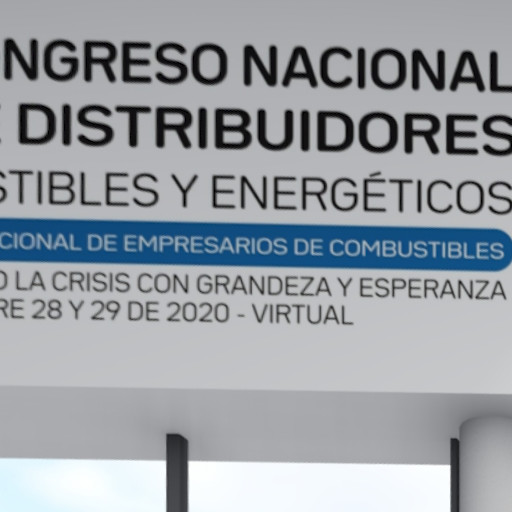 NGRESO NACIONAL
DISTRIBUIDORES
STIBLES Y ENERGÉTICOS
CIONAL DE EMPRESARIOS DE COMBUSTIBLES
O LA CRISIS CON GRANDEZA Y ESPERANZA
RE 28 Y 29 DE 2020 - VIRTUAL